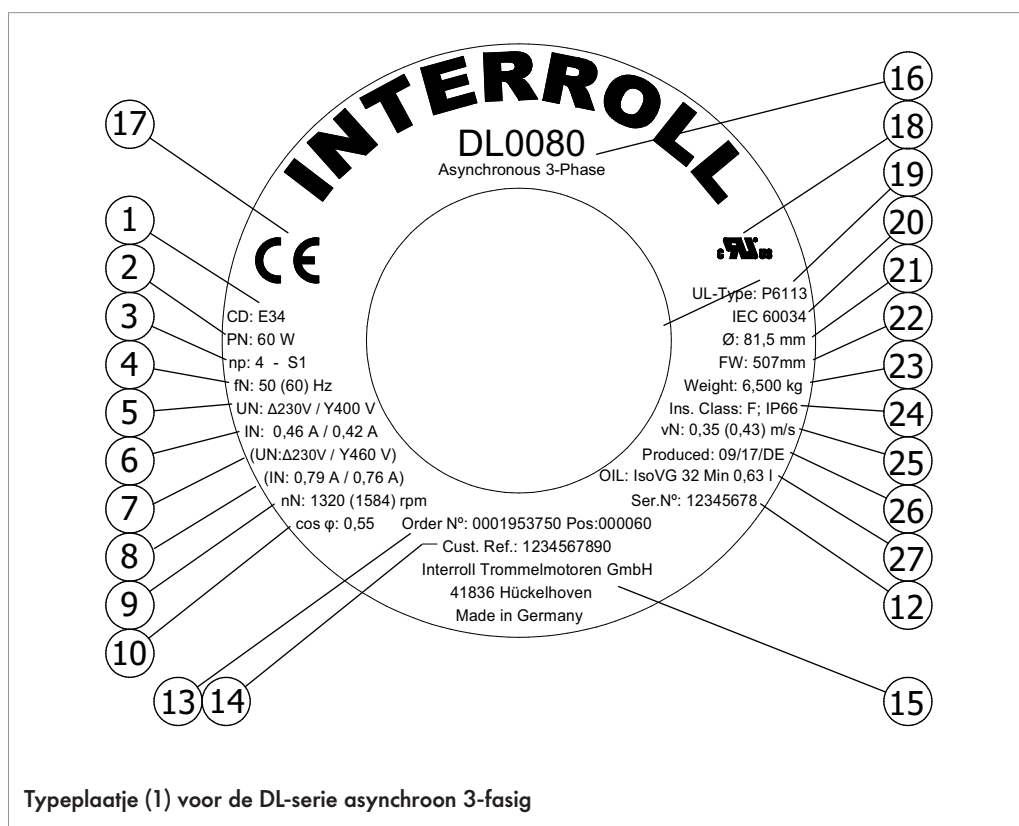 INTERROLL
DL0080
Asynchronous 3-Phase
16
17
18
19
1
20
2
21
3
22
4
23
5
24
6
25
7
26
8
27
9
12
10
13
14
15
CE
c UR us
UL-Type: P6113
CD: E34
IEC 60034
PN: 60 W
Ø: 81,5 mm
np: 4 - S1
FW: 507mm
fN: 50 (60) Hz
Weight: 6,500 kg
UN: Δ230V / Y400 V
Ins. Class: F; IP66
IN: 0,46 A / 0,42 A
vN: 0,35 (0,43) m/s
(UN:Δ230V / Y460 V)
Produced: 09/17/DE
(IN: 0,79 A / 0,76 A)
OIL: IsoVG 32 Min 0,63 l
nN: 1320 (1584) rpm
Ser.Nº: 12345678
cos φ: 0,55
Order Nº: 0001953750 Pos:000060
Cust. Ref.: 1234567890
Interroll Trommelmotoren GmbH
41836 Hückelhoven
Made in Germany
Typeplaatje (1) voor de DL-serie asynchroon 3-fasig